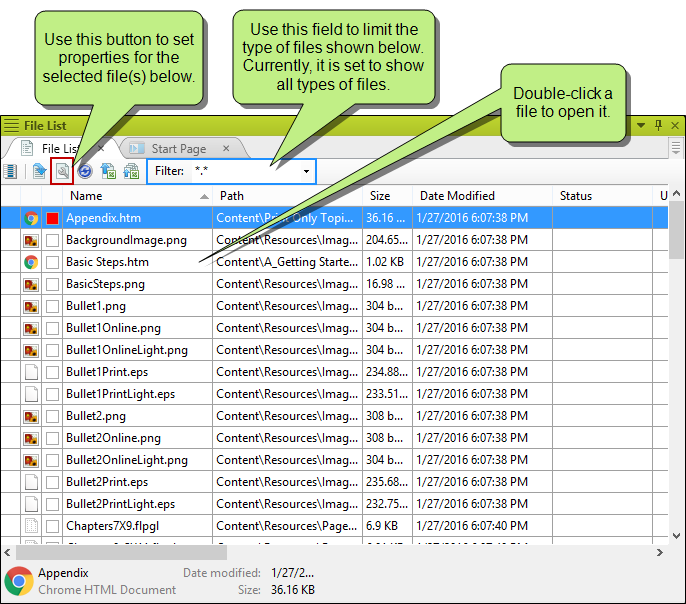 Use this button to set
properties for the
selected file(s) below.
Use this field to limit the
type of files shown below.
Currently, it is set to show
all types of files.
Double-click a
file to open it.
File List
File List
Start Page
Filter: *.*
Name Path Size Date Modified Status U
Appendix.htm Content\Print Only Topi... 36.16 ... 1/27/2016 6:07:38 PM
BackgroundImage.png Content\Resources\Imag... 204.65... 1/27/2016 6:07:38 PM
Basic Steps.htm Content\A_Getting Starte... 1.02 KB 1/27/2016 6:07:38 PM
BasicSteps.png Content\Resources\Imag... 16.98 ... 1/27/2016 6:07:38 PM
Bullet1.png Content\Resources\Imag... 304 b... 1/27/2016 6:07:38 PM
Bullet1Online.png Content\Resources\Imag... 304 b... 1/27/2016 6:07:38 PM
Bullet1OnlineLight.png Content\Resources\Imag... 304 b... 1/27/2016 6:07:38 PM
Bullet1Print.eps Content\Resources\Imag... 234.88... 1/27/2016 6:07:38 PM
Bullet1PrintLight.eps Content\Resources\Imag... 233.51... 1/27/2016 6:07:38 PM
Bullet2.png Content\Resources\Imag... 308 b... 1/27/2016 6:07:38 PM
Bullet2Online.png Content\Resources\Imag... 308 b... 1/27/2016 6:07:38 PM
Bullet2OnlineLight.png Content\Resources\Imag... 304 b... 1/27/2016 6:07:38 PM
Bullet2Print.eps Content\Resources\Imag... 235.68... 1/27/2016 6:07:38 PM
Bullet2PrintLight.eps Content\Resources\Imag... 232.75... 1/27/2016 6:07:38 PM
Chapters7X9.flpgl Content\Resources\Page... 6.9 KB 1/27/2016 6:07:40 PM
Appendix Date modified: 1/27/2...
Chrome HTML Document Size: 36.16 KB